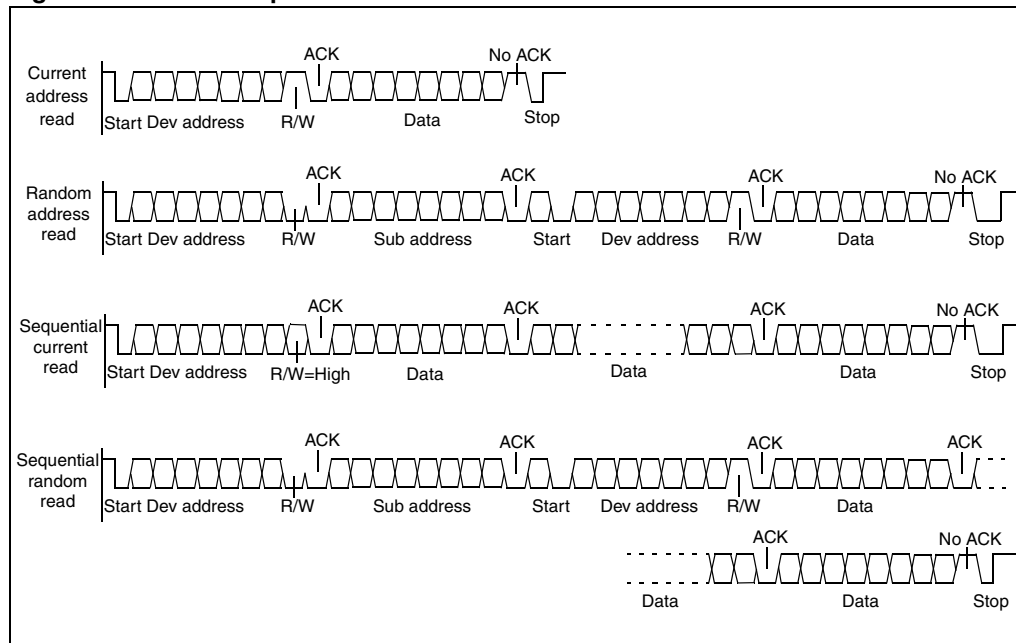 ACK No ACK
Current address read
Start Dev address R/W Data Stop
ACK ACK ACK No ACK
Random address read
Start Dev address R/W Sub address Start Dev address R/W Data Stop
ACK ACK ACK No ACK
Sequential current read
Start Dev address R/W=High Data Data Data Stop
ACK ACK ACK ACK
Sequential random read
Start Dev address R/W Sub address Start Dev address R/W Data
ACK No ACK
Data Data Stop